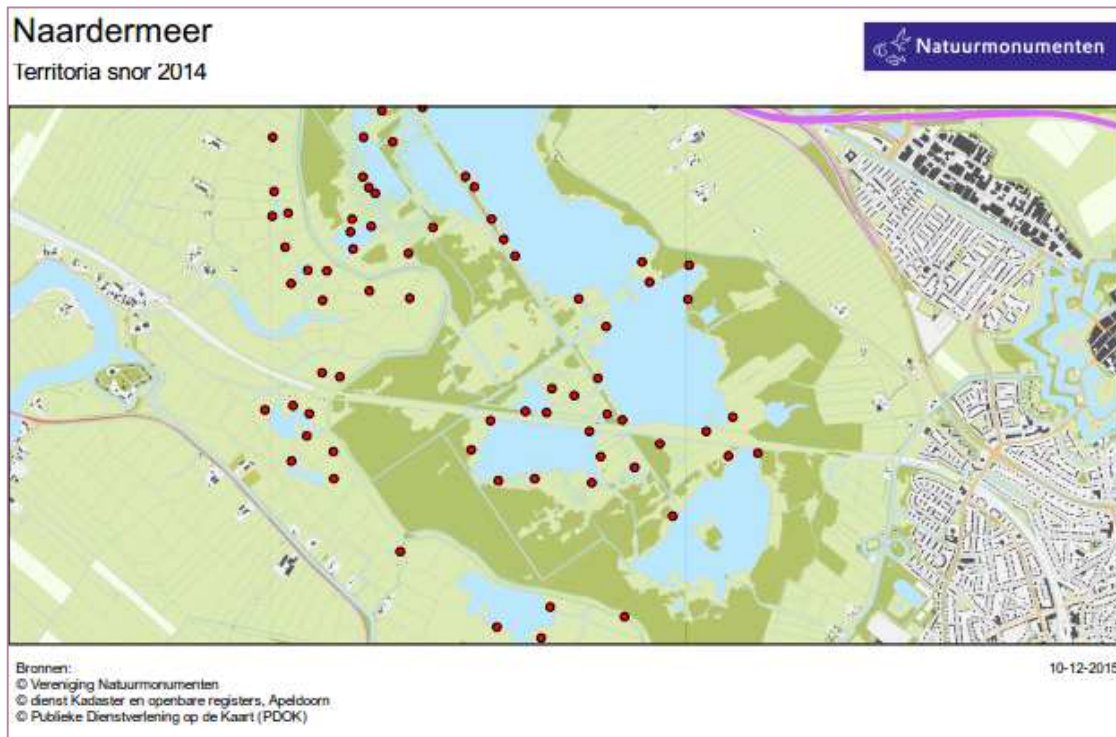 Naardermeer
Territoria snor 2014
Natuurmonumenten
Bronnen:
© Vereniging Natuurmonumenten
© dienst Kadaster en openbare registers, Apeldoorn
© Publieke Dienstverlening op de Kaart (PDOK)
10-12-2015